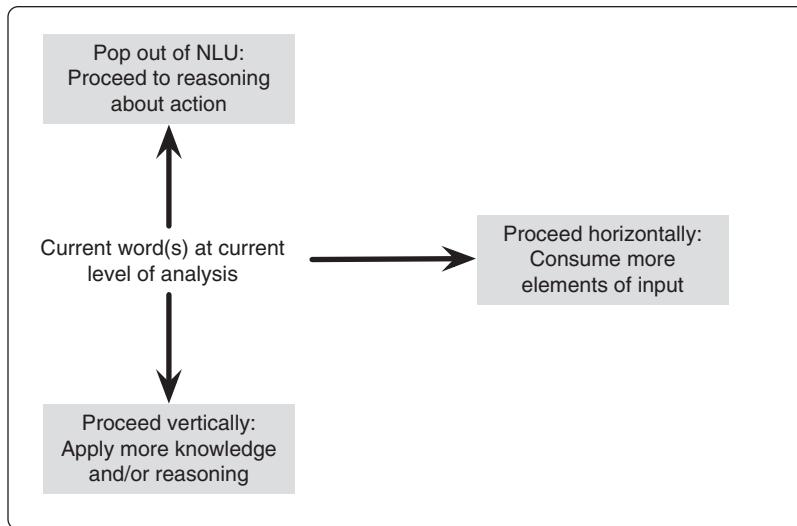 Pop out of NLU:
Proceed to reasoning
about action
Current word(s) at current
level of analysis
Proceed horizontally:
Consume more
elements of input
Proceed vertically:
Apply more knowledge
and/or reasoning